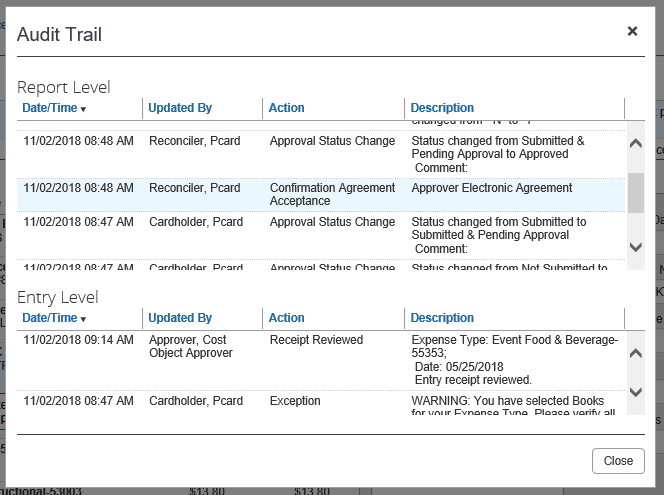 Audit Trail
×
Report Level
Date/Time ▾ Updated By Action Description
11/02/2018 08:48 AM Reconciler, Pcard Approval Status Change Status changed from Submitted &
Pending Approval to Approved
Comment:
11/02/2018 08:48 AM Reconciler, Pcard Confirmation Agreement Approver Electronic Agreement
Acceptance
11/02/2018 08:47 AM Cardholder, Pcard Approval Status Change Status changed from Submitted to
Submitted & Pending Approval
Comment:
11/02/2018 08:47 AM Cardholder, Pcard Approval Status Change Status changed from Not Submitted to
Entry Level
Date/Time ▾ Updated By Action Description
11/02/2018 09:14 AM Approver, Cost Receipt Reviewed Expense Type: Event Food & Beverage-
Object Approver 55353;
Date: 05/25/2018
Entry receipt reviewed.
11/02/2018 08:47 AM Cardholder, Pcard Exception WARNING: You have selected Books
for your Expense Type. Please verify all
Close
$13.80 $13.80